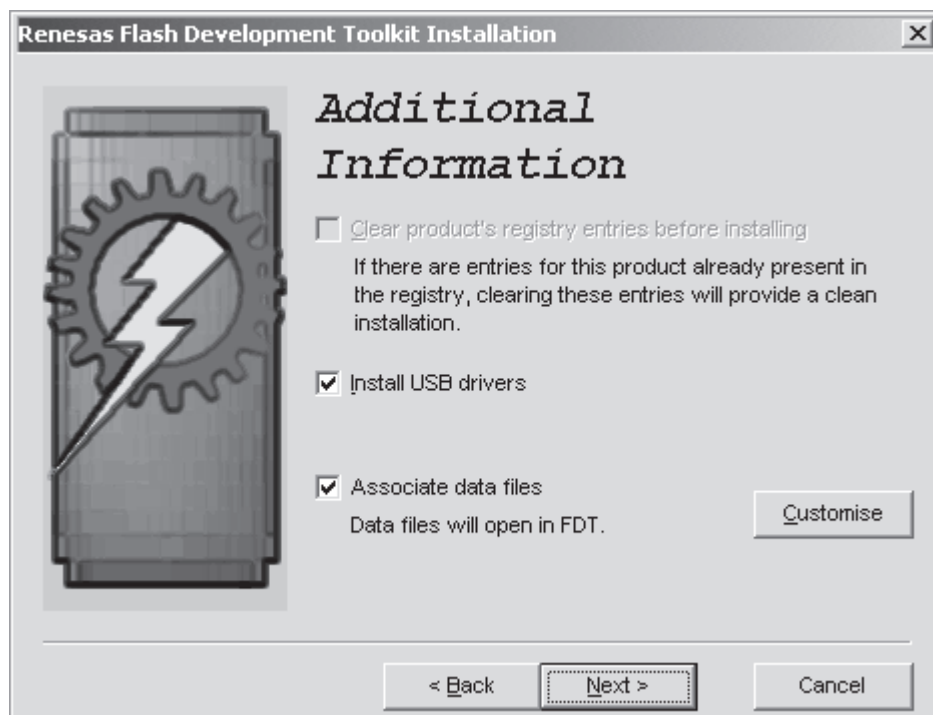 Renesas Flash Development Toolkit Installation
Additional
Information
Clear product's registry entries before installing
If there are entries for this product already present in
the registry, clearing these entries will provide a clean
installation.
Install USB drivers
Associate data files
Data files will open in FDT.
Customise
< Back
Next >
Cancel